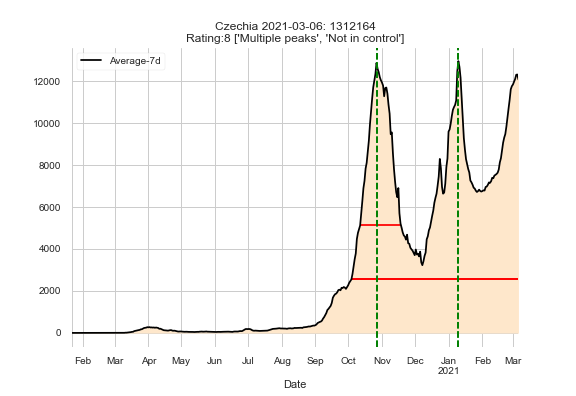 Czechia 2021-03-06: 1312164
Rating:8 ['Multiple peaks', 'Not in control']
Average-7d
12000
10000
8000
6000
4000
2000
0
Feb Mar Apr May Jun Jul Aug Sep Oct Nov Dec Jan Feb Mar
2021
Date